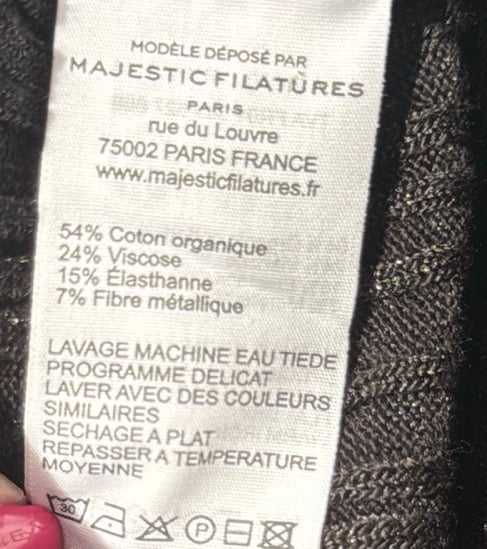 MODÈLE DÉPOSÉ PAR
MAJESTIC FILATURES
PARIS
rue du Louvre
75002 PARIS FRANCE
www.majesticfilatures.fr
54% Coton organique
24% Viscose
15% Élasthanne
7% Fibre métallique
LAVAGE MACHINE EAU TIEDE
PROGRAMME DELICAT
LAVER AVEC DES COULEURS
SIMILAIRES
SECHAGE A PLAT
REPASSER A TEMPERATURE
MOYENNE
30 P